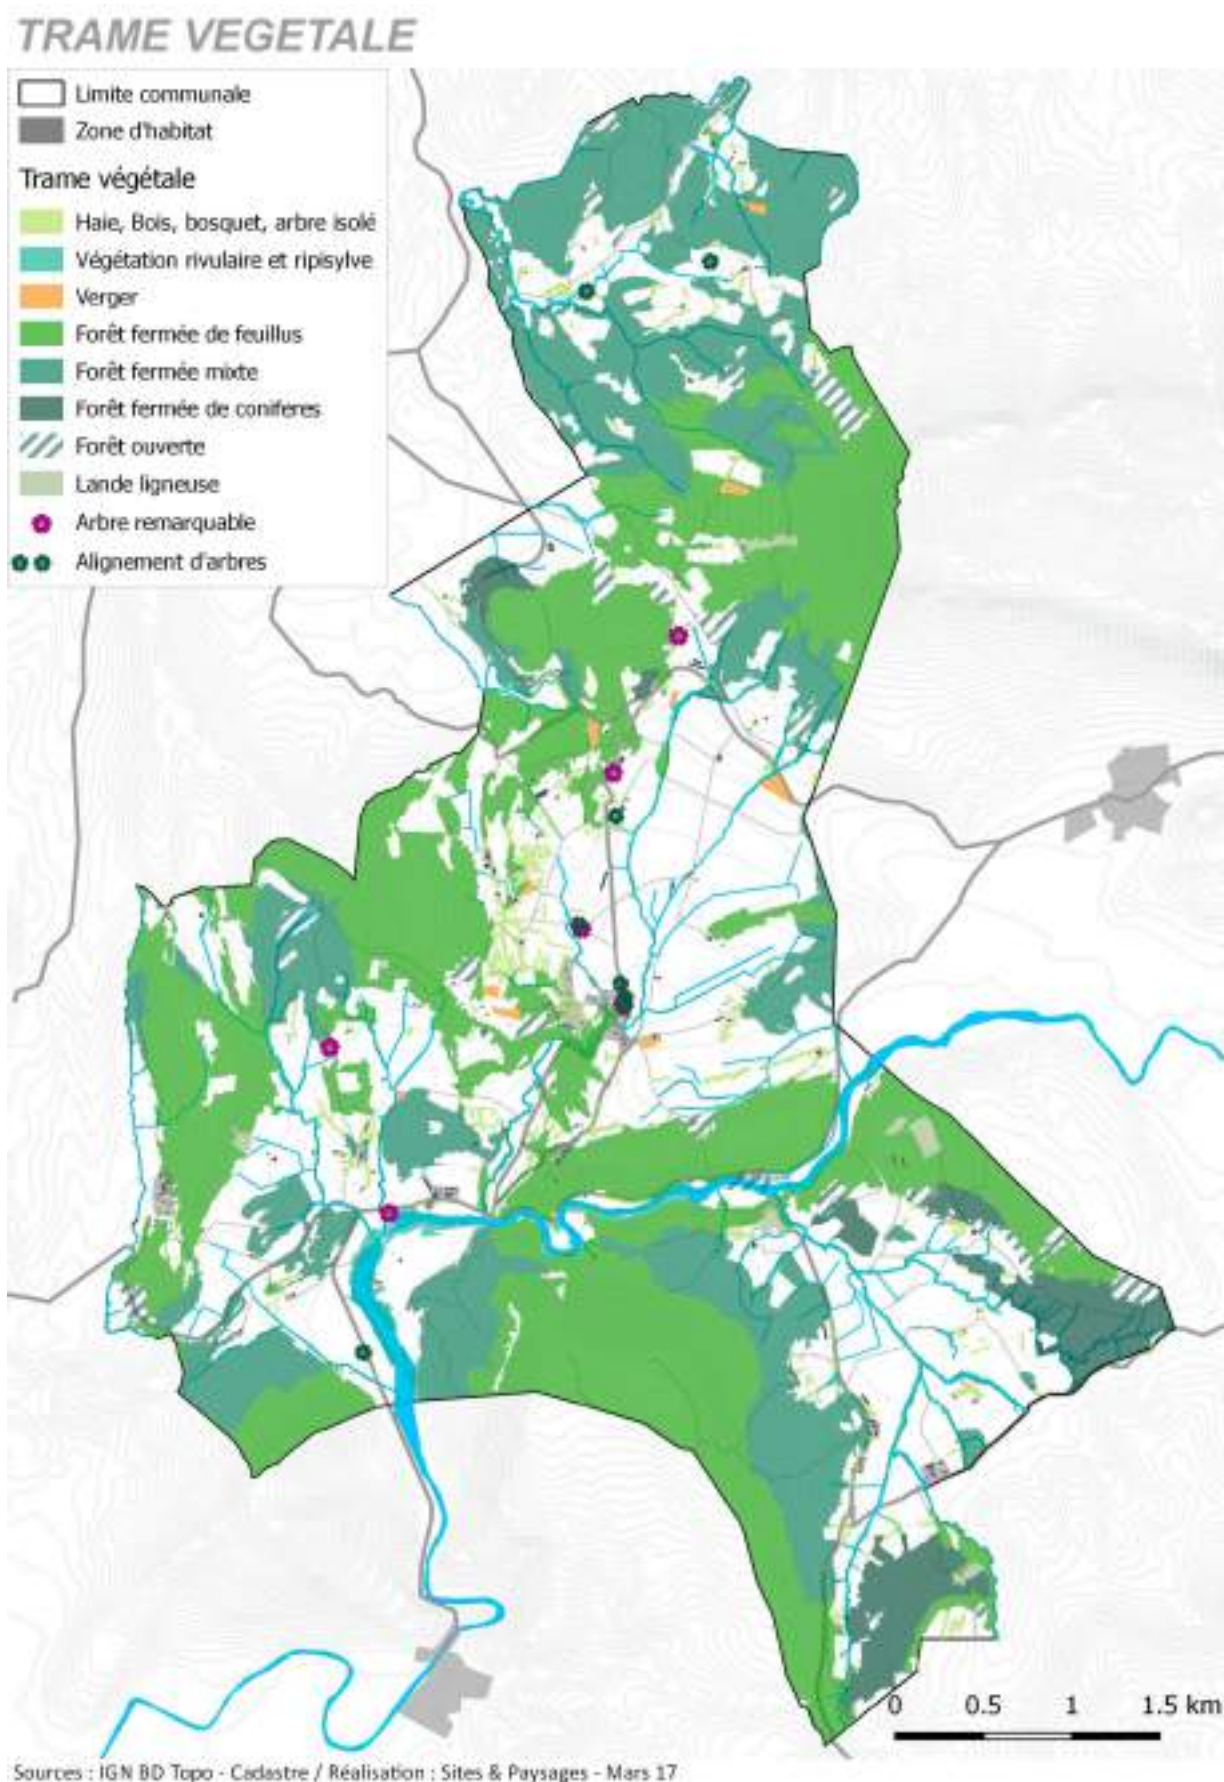 TRAME VEGETALE
Limite communale
Zone d'habitat
Trame végétale
Haie, Bois, bosquet, arbre isolé
Végétation rivulaire et ripisylve
Verger
Forêt fermée de feuillus
Forêt fermée mixte
Forêt fermée de coniferes
Forêt ouverte
Lande ligneuse
Arbre remarquable
Alignement d'arbres
0 0.5 1 1.5 km
Sources : IGN BD Topo - Cadastre / Réalisation : Sites & Paysages - Mars 17